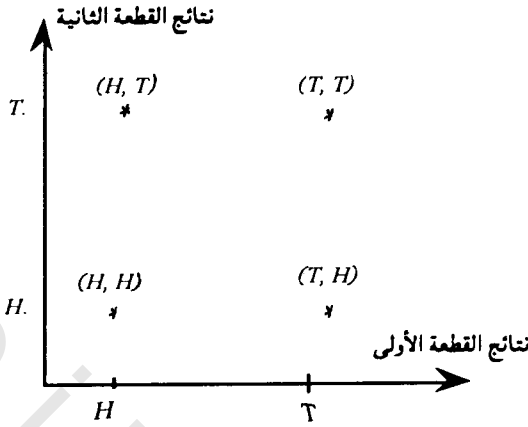 نتائج القطعة الثانية
(H, T) (T, T)
T.
(H, H) (T, H)
H.
نتائج القطعة الأولى
H T